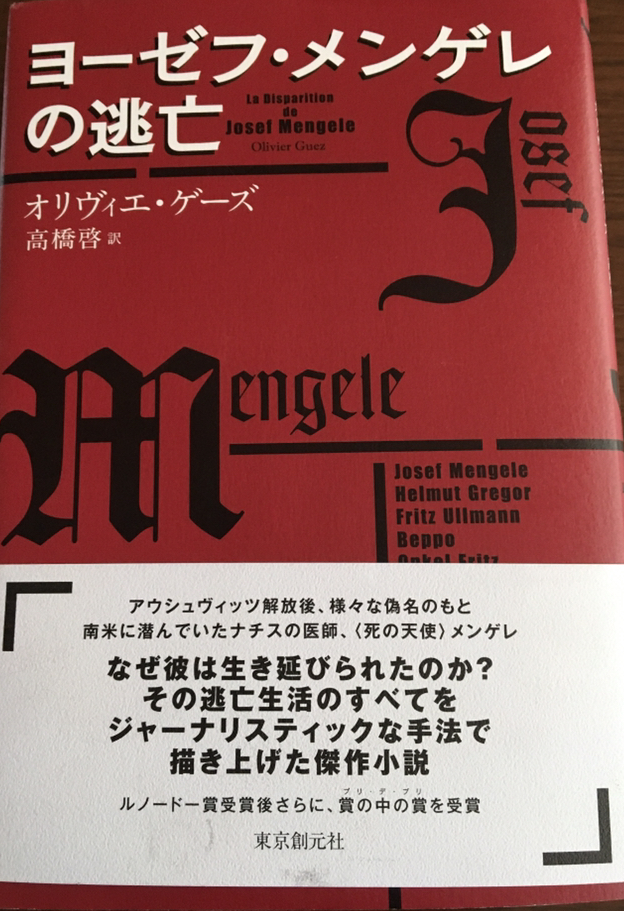 ヨーゼフ・メンゲレ
の逃亡
La Disparition
de
Josef Mengele
Olivier Guez
オリヴィエ・ゲーズ
高橋啓 訳
Josef
Mengele
Josef Mengele
Helmut Gregor
Fritz Ullmann
Beppo
Onkel Fritz
アウシュヴィッツ解放後、様々な偽名のもと
南米に潜んでいたナチスの医師、〈死の天使〉メンゲレ
なぜ彼は生き延びられたのか?
その逃亡生活のすべてを
ジャーナリスティックな手法で
描き上げた傑作小説
プリ・デ・プリ
ルノードー賞受賞後さらに、賞の中の賞を受賞
東京創元社